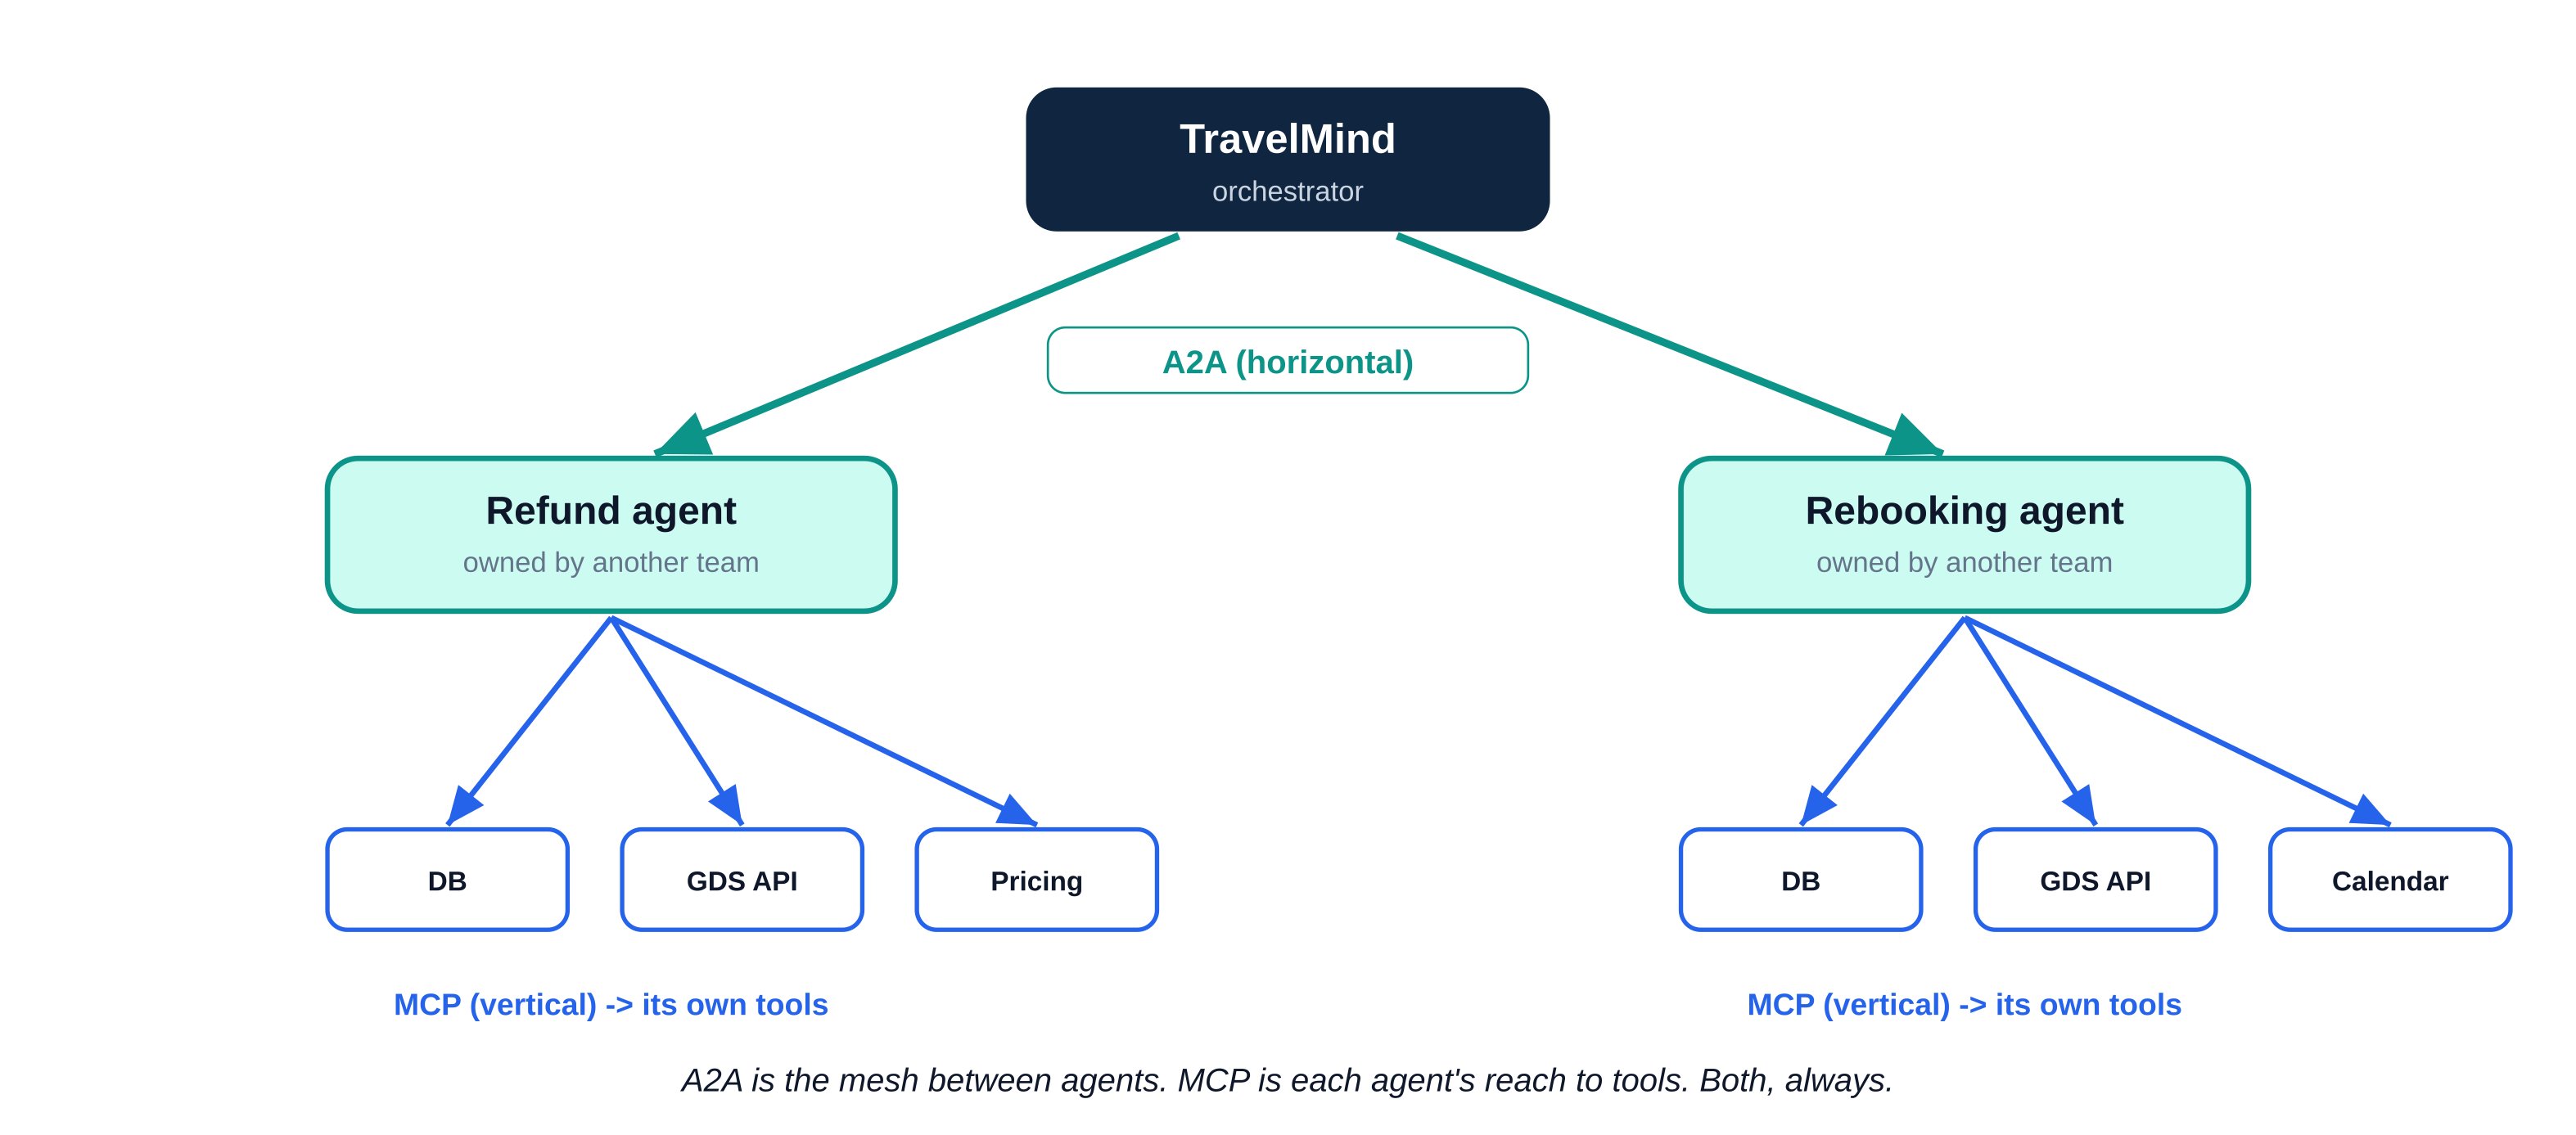 TravelMind
orchestrator
A2A (horizontal)
Refund agent
owned by another team
Rebooking agent
owned by another team
DB
GDS API
Pricing
DB
GDS API
Calendar
MCP (vertical) -> its own tools
MCP (vertical) -> its own tools
A2A is the mesh between agents. MCP is each agent's reach to tools. Both, always.